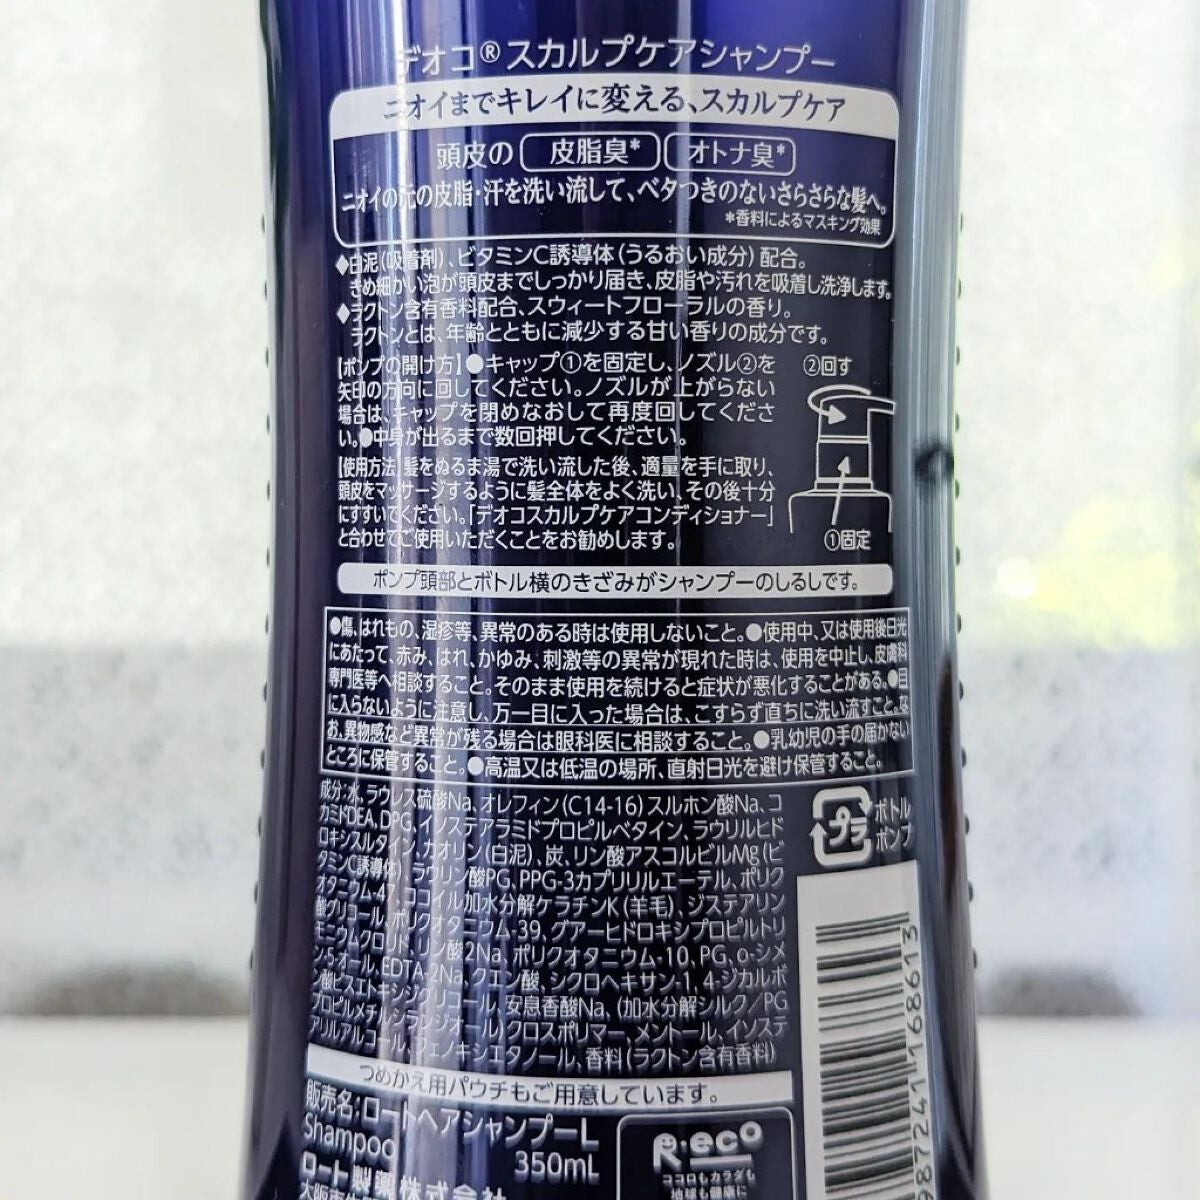 デオコ® スカルプケアシャンプー
ニオイまでキレイに変える、スカルプケア
頭皮の 皮脂臭* オトナ臭*
ニオイの元の皮脂・汗を洗い流して、ベタつきのないさらさらな髪へ。
*香料によるマスキング効果
◆白泥(吸着剤)、ビタミンC誘導体(うるおい成分)配合。
きめ細かい泡が頭皮までしっかり届き、皮脂や汚れを吸着し洗浄します。
◆ラクトン含有香料配合、スウィートフローラルの香り。
ラクトンとは、年齢とともに減少する甘い香りの成分です。
【ポンプの開け方】●キャップ①を固定し、ノズル②を
矢印の方向に回してください。ノズルが上がらない
場合は、キャップを閉めなおして再度回してくださ
い。●中身が出るまで数回押してください。
②回す
①固定
【使用方法】髪をぬるま湯で洗い流した後、適量を手に取り、
頭皮をマッサージするように髪全体をよく洗い、その後十分
にすすいでください。「デオコスカルプケアコンディショナー」
と合わせてご使用いただくことをお勧めします。
ポンプ頭部とボトル横のきざみがシャンプーのしるしです。
●傷、はれもの、湿疹等、異常のある時は使用しないこと。●使用中、又は使用後日光
にあたって、赤み、はれ、かゆみ、刺激等の異常が現れた時は、使用を中止し、皮膚科
専門医等へ相談すること。そのまま使用を続けると症状が悪化することがある。●目
に入らないように注意し、万一目に入った場合は、こすらず直ちに洗い流すこと。な
お、異物感など異常が残る場合は眼科医に相談すること。●乳幼児の手の届かない
ところに保管すること。●高温又は低温の場所、直射日光を避け保管すること。
成分:水、ラウレス硫酸Na、オレフィン(C14-16)スルホン酸Na、コ
カミドDEA、DPG、イソステアラミドプロピルベタイン、ラウリルヒド
ロキシスルタイン、カオリン(白泥)、炭、リン酸アスコルビルMg(ビ
タミンC誘導体)、ラウリン酸PG、PPG-3カプリリルエーテル、ポリク
オタニウム-47、ココイル加水分解ケラチンK(羊毛)、ジステアリン
酸グリコール、ポリクオタニウム-39、グアーヒドロキシプロピルトリ
モニウムクロリド、リン酸2Na、ポリクオタニウム-10、PG、o-シメ
ン-5-オール、EDTA-2Na、クエン酸、シクロヘキサン-1,4-ジカルボ
ン酸ビスエトキシジグリコール、安息香酸Na、(加水分解シルク/PG
プロピルメチルシランジオール)クロスポリマー、メントール、イソステ
アリルアルコール、フェノキシエタノール、香料(ラクトン含有香料)
プラ
ボトル
ポンプ
つめかえ用パウチもご用意しています。
販売名:ロートヘアシャンプーL
Shampoo 350mL
ロート製薬株式会社
R・eco
ココロもカラダも
地球も健康に
987241 168613